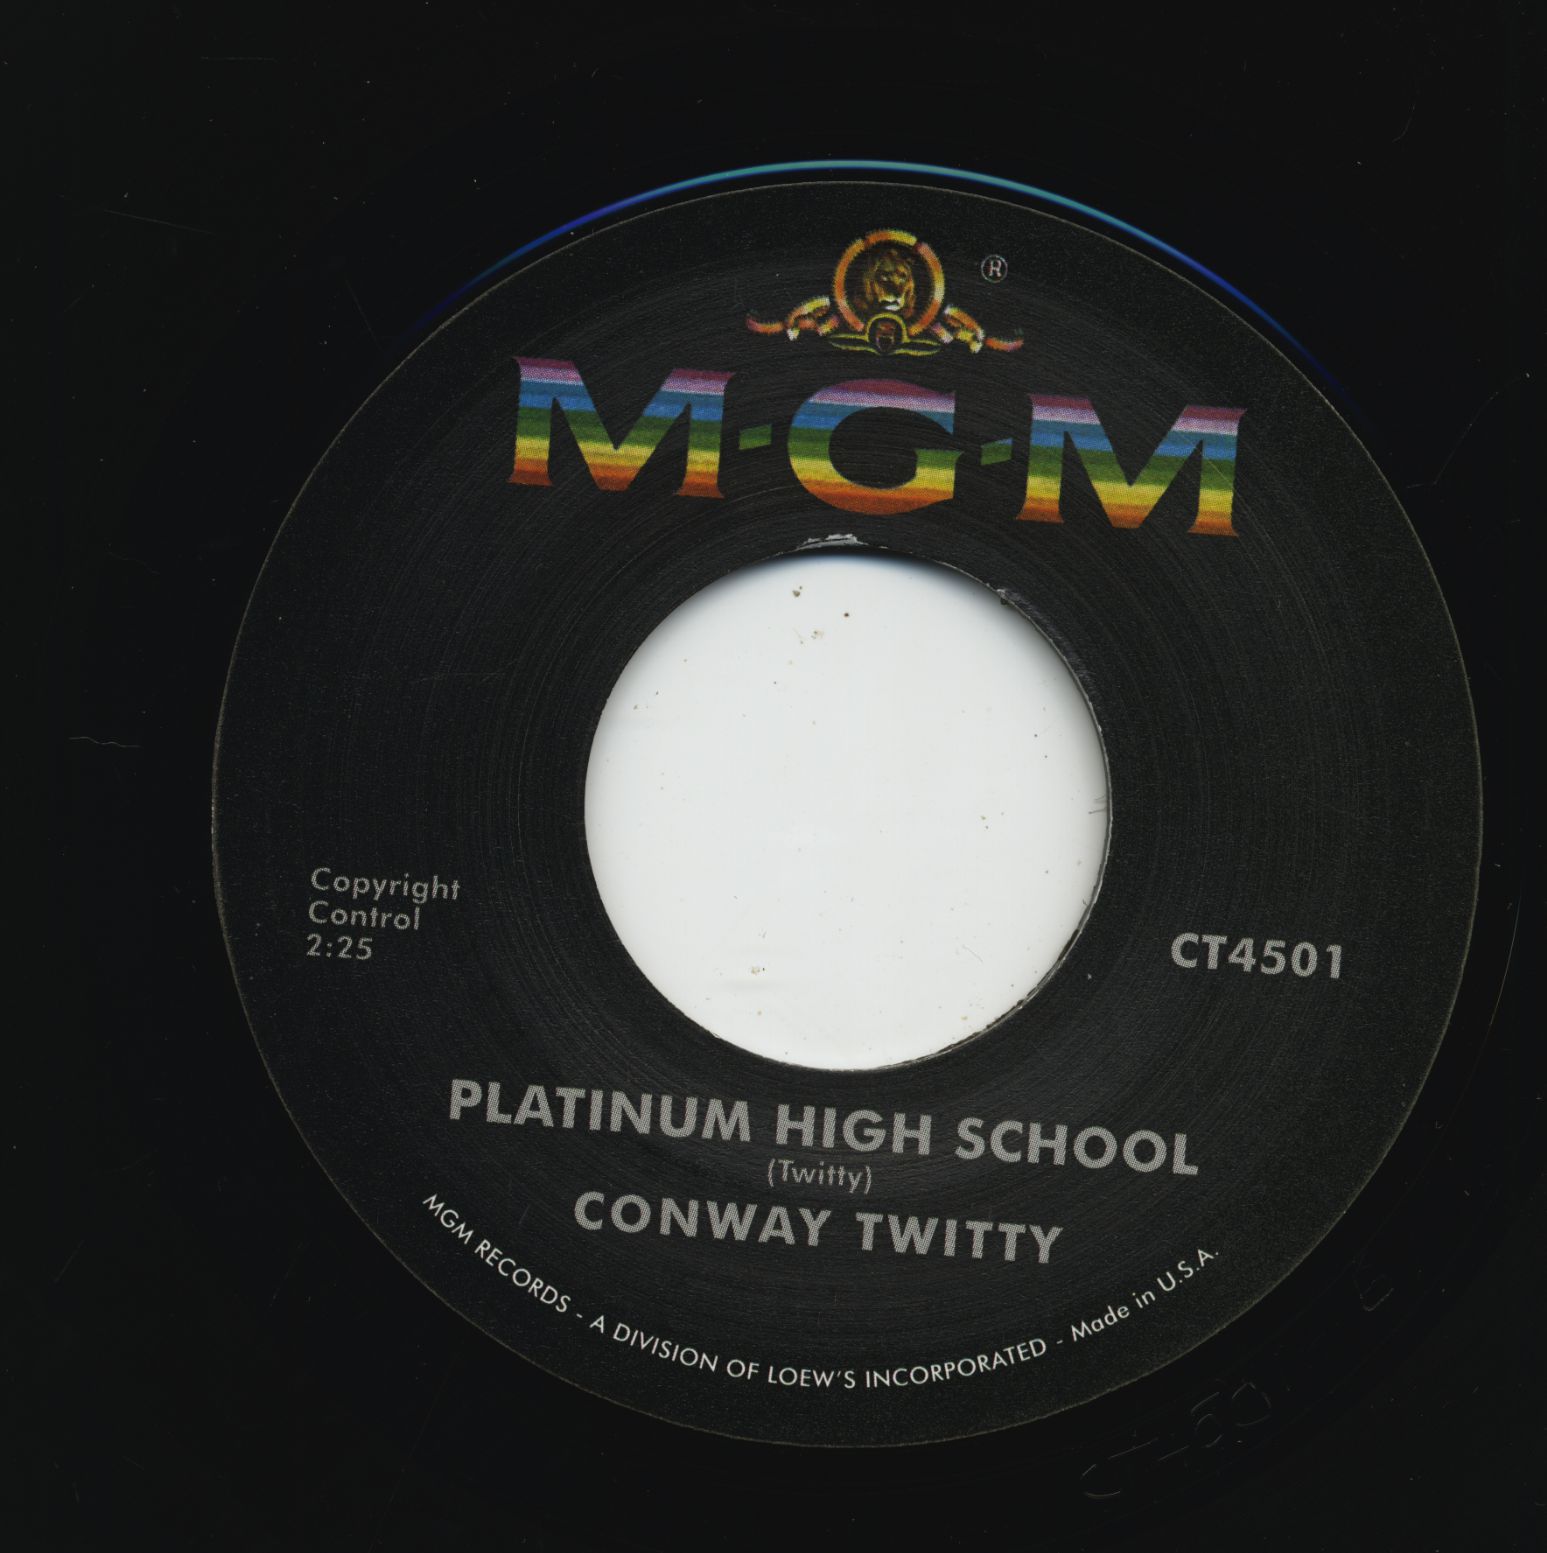 ®
M-G-M
Copyright
Control
2:25
CT4501
PLATINUM HIGH SCHOOL
(Twitty)
CONWAY TWITTY
MGM RECORDS - A DIVISION OF LOEW'S INCORPORATED - Made in U.S.A.